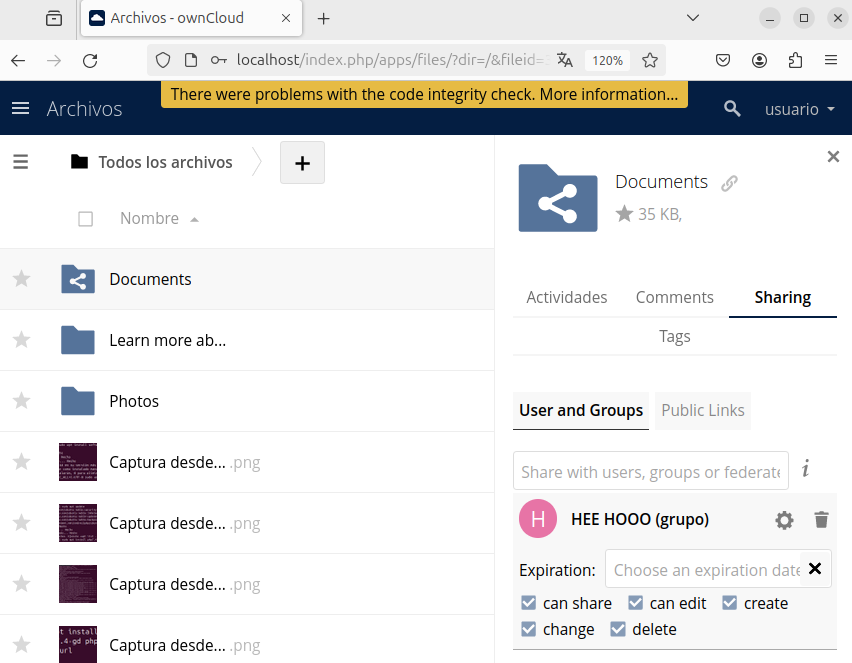 Archivos - ownCloud
localhost/index.php/apps/files/?dir=/&fileid=
120%
There were problems with the code integrity check. More information...
Archivos
usuario
Todos los archivos
Nombre
Documents
Learn more ab...
Photos
Captura desde... .png
Captura desde... .png
Captura desde... .png
Captura desde... .png
Documents
35 KB,
Actividades Comments Sharing
Tags
User and Groups Public Links
Share with users, groups or federate
i
H HEE HOOO (grupo)
Expiration: Choose an expiration date
can share can edit create
change delete